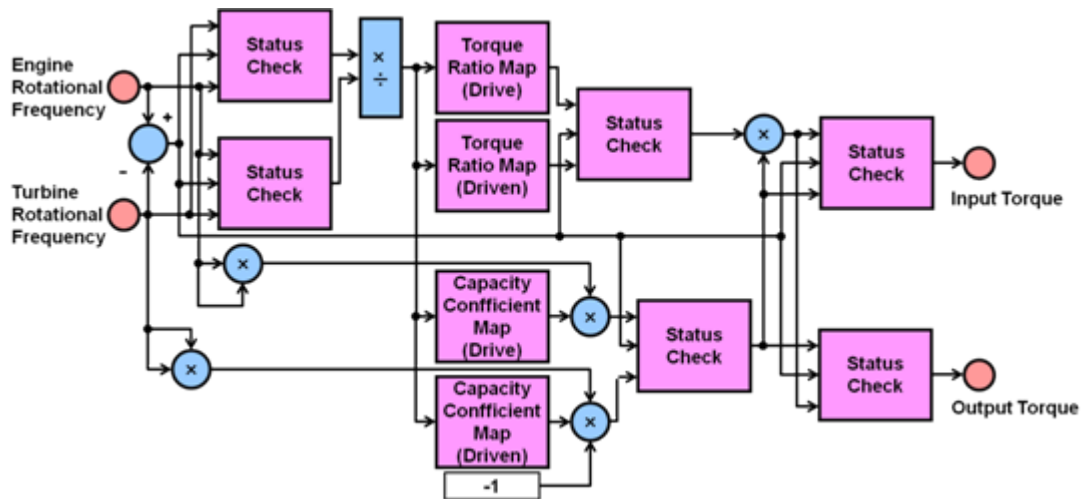 Engine
Rotational
Frequency
+
-
Turbine
Rotational
Frequency
Status
Check
Status
Check
×
÷
Torque
Ratio Map
(Drive)
Torque
Ratio Map
(Driven)
Status
Check
×
Status
Check
Input Torque
×
×
Capacity
Confficient
Map
(Drive)
×
Status
Check
Capacity
Confficient
Map
(Driven)
×
-1
Status
Check
Output Torque